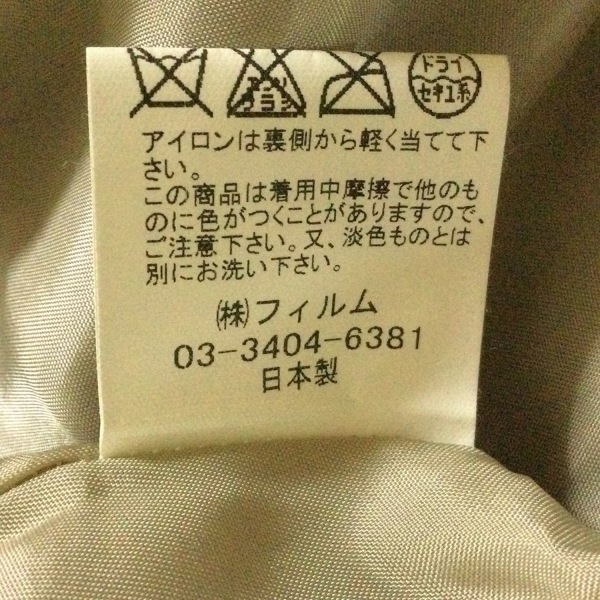 ドライ
セキユ系
アイロンは裏側から軽く当てて下
さい。
この商品は着用中摩擦で他のも
のに色がつくことがありますので、
ご注意下さい。又、淡色ものとは
別にお洗い下さい。
㈱フィルム
03-3404-6381
日本製